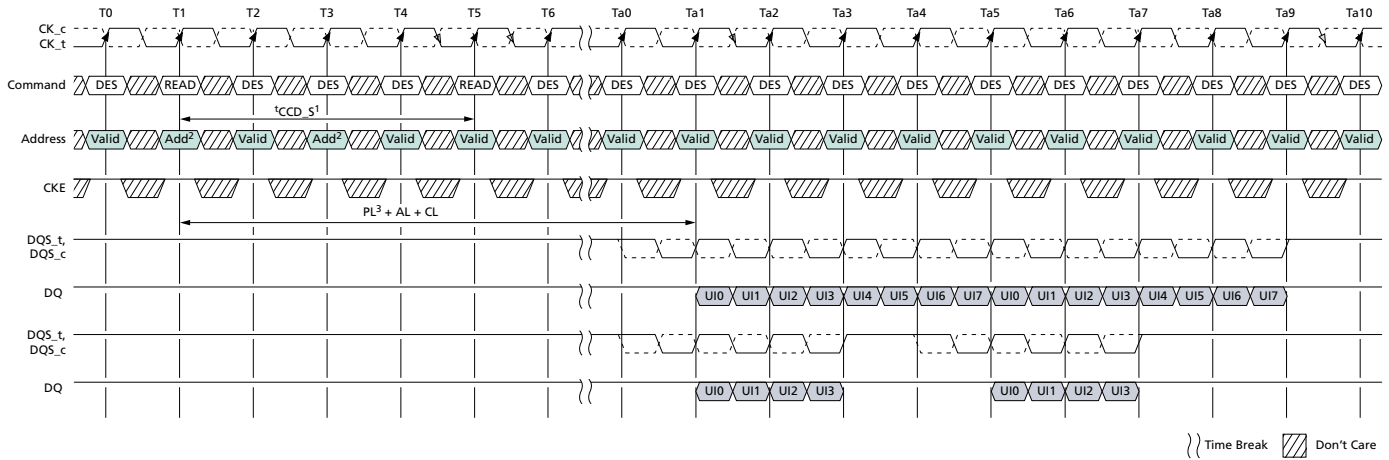 T0 T1 T2 T3 T4 T5 T6 Ta0 Ta1 Ta2 Ta3 Ta4 Ta5 Ta6 Ta7 Ta8 Ta9 Ta10
CK_c
CK_t
Command DES READ DES DES DES READ DES DES DES DES DES DES DES DES DES DES DES DES
tCCD_S1
Address Valid Add2 Valid Add2 Valid Valid Valid Valid Valid Valid Valid Valid Valid Valid Valid Valid Valid Valid
CKE
PL3 + AL + CL
DQS_t,
DQS_c
DQ UI0 UI1 UI2 UI3 UI4 UI5 UI6 UI7 UI0 UI1 UI2 UI3 UI4 UI5 UI6 UI7
DQS_t,
DQS_c
DQ UI0 UI1 UI2 UI3 UI0 UI1 UI2 UI3
Time Break Don't Care